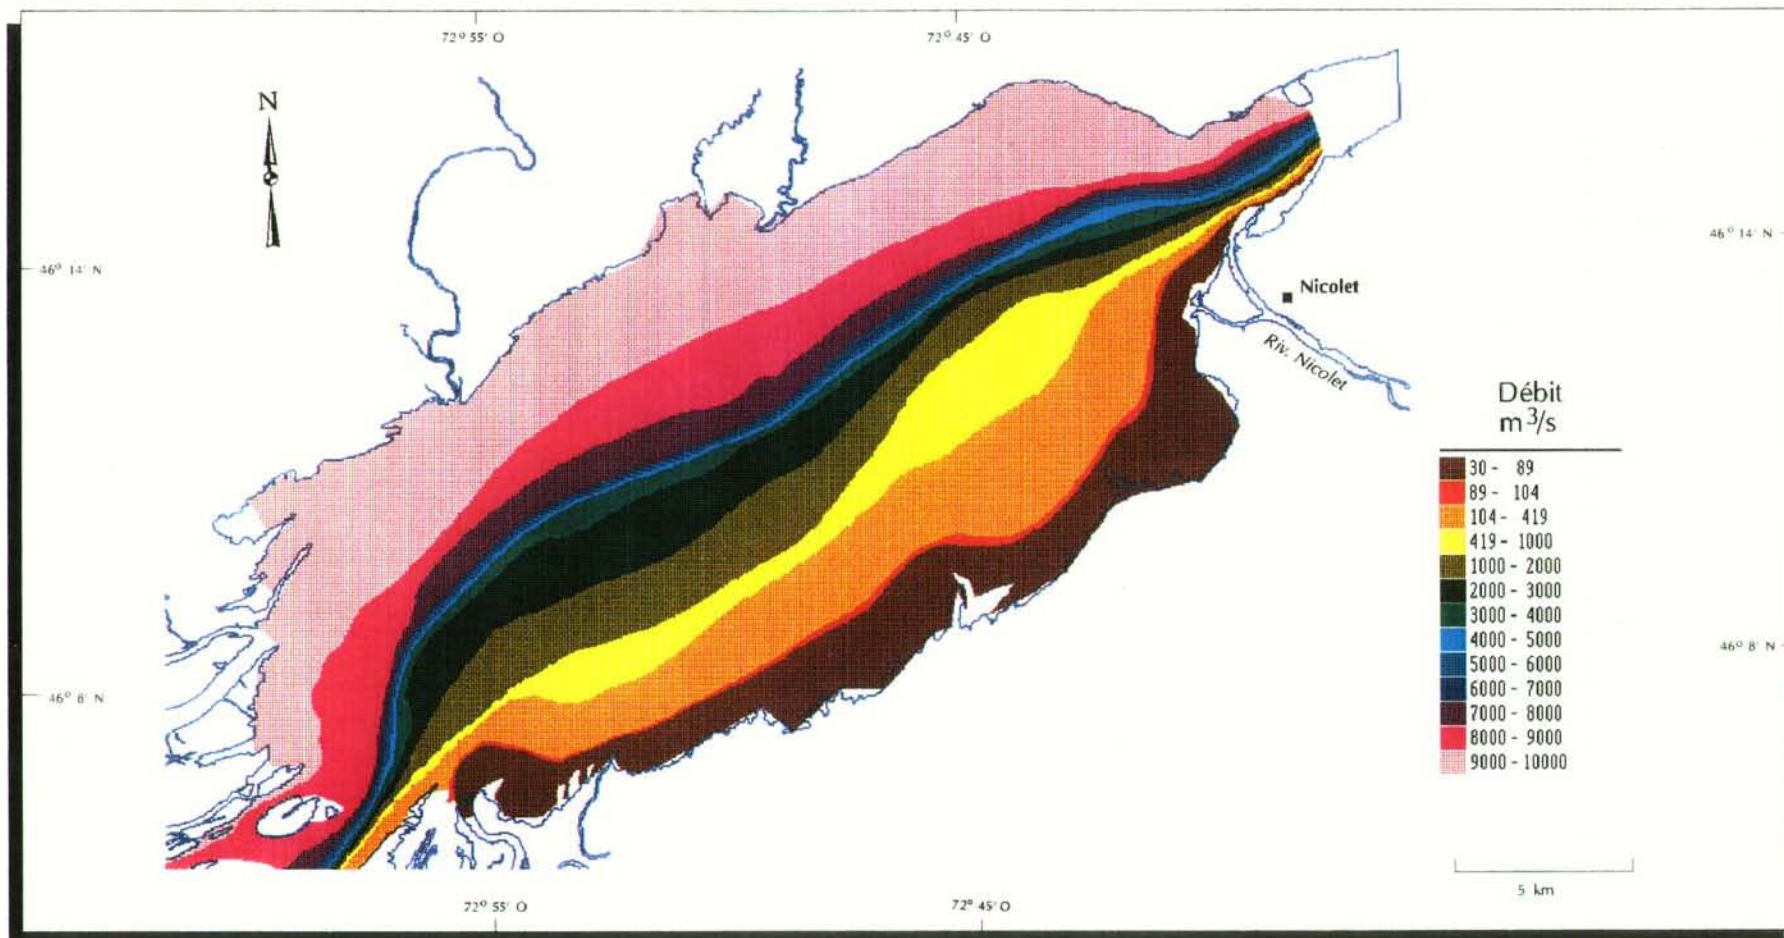 72° 55' O
72° 45' O
N
46° 14' N
46° 14' N
Nicolet
Riv. Nicolet
Débit
m³/s
30 - 89
89 - 104
104 - 419
419 - 1000
1000 - 2000
2000 - 3000
3000 - 4000
4000 - 5000
5000 - 6000
6000 - 7000
7000 - 8000
8000 - 9000
9000 - 10000
46° 8' N
46° 8' N
5 km
72° 55' O
72° 45' O